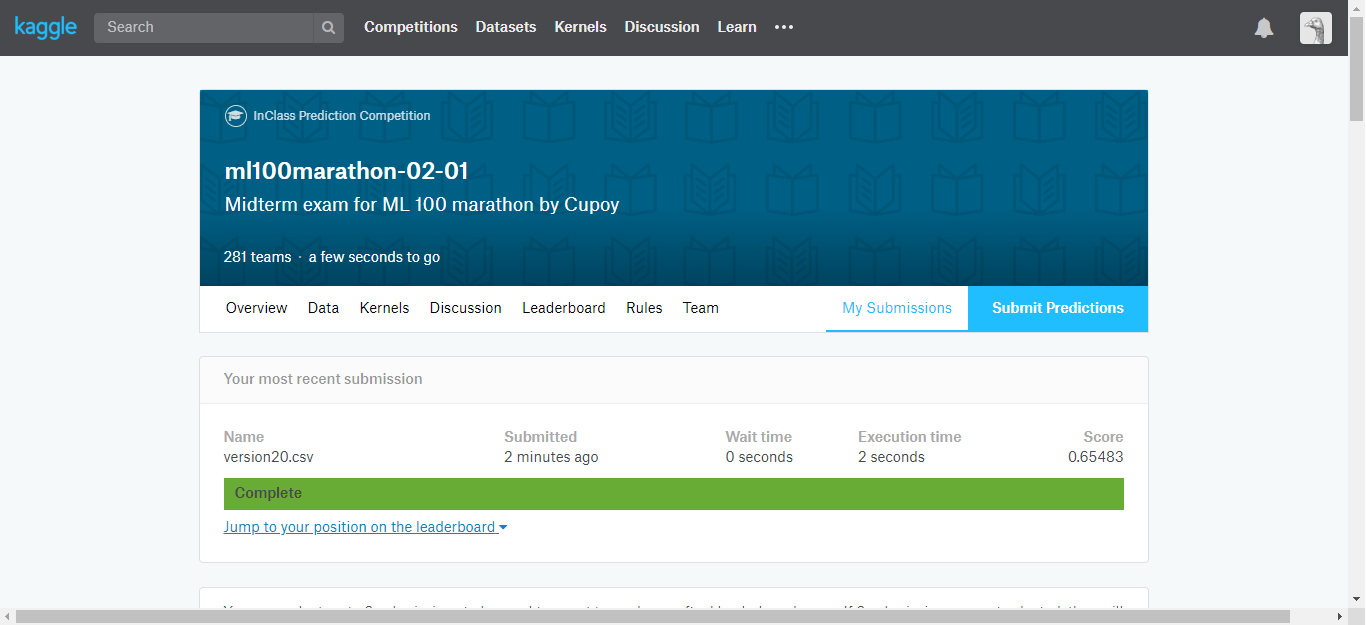 kaggle Search Competitions Datasets Kernels Discussion Learn
InClass Prediction Competition
ml100marathon-02-01
Midterm exam for ML 100 marathon by Cupoy
281 teams · a few seconds to go
Overview Data Kernels Discussion Leaderboard Rules Team My Submissions Submit Predictions
Your most recent submission
Name Submitted Wait time Execution time Score
version20.csv 2 minutes ago 0 seconds 2 seconds 0.65483
Complete
Jump to your position on the leaderboard